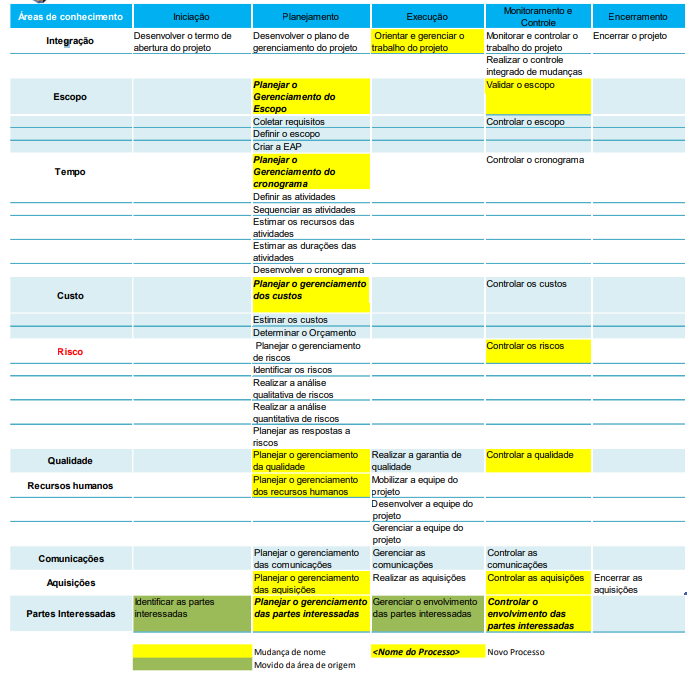 Áreas de conhecimento Iniciação Planejamento Execução Monitoramento e Controle Encerramento
Integração
Desenvolver o termo de
abertura do projeto
Desenvolver o plano de
gerenciamento do projeto
Orientar e gerenciar o
trabalho do projeto
Monitorar e controlar o
trabalho do projeto
Encerrar o projeto
Realizar o controle
integrado de mudanças
Escopo
Planejar o
Gerenciamento do
Escopo
Validar o escopo
Coletar requisitos
Controlar o escopo
Definir o escopo
Criar a EAP
Tempo
Planejar o
Gerenciamento do
cronograma
Controlar o cronograma
Definir as atividades
Sequenciar as atividades
Estimar os recursos das
atividades
Estimar as durações das
atividades
Desenvolver o cronograma
Custo
Planejar o gerenciamento
dos custos
Controlar os custos
Estimar os custos
Determinar o Orçamento
Risco
Planejar o gerenciamento
de riscos
Controlar os riscos
Identificar os riscos
Realizar a análise
qualitativa de riscos
Realizar a análise
quantitativa de riscos
Planejar as respostas a
riscos
Qualidade
Planejar o gerenciamento
da qualidade
Realizar a garantia de
qualidade
Controlar a qualidade
Recursos humanos
Planejar o gerenciamento
dos recursos humanos
Mobilizar a equipe do
projeto
Desenvolver a equipe do
projeto
Gerenciar a equipe do
projeto
Comunicações
Planejar o gerenciamento
das comunicações
Gerenciar as
comunicações
Controlar as
comunicações
Aquisições
Planejar o gerenciamento
das aquisições
Realizar as aquisições
Controlar as aquisições
Encerrar as
aquisições
Partes Interessadas
Identificar as partes
interessadas
Planejar o gerenciamento
das partes interessadas
Gerenciar o envolvimento
das partes interessadas
Controlar o
envolvimento das
partes interessadas
Mudança de nome
<Nome do Processo>
Novo Processo
Movido da área de origem